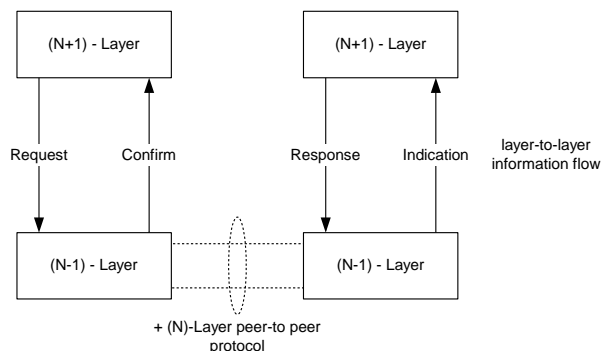 (N+1) - Layer
(N+1) - Layer
Request
Confirm
Response
Indication
layer-to-layer
information flow
(N-1) - Layer
(N-1) - Layer
+ (N)-Layer peer-to peer
protocol